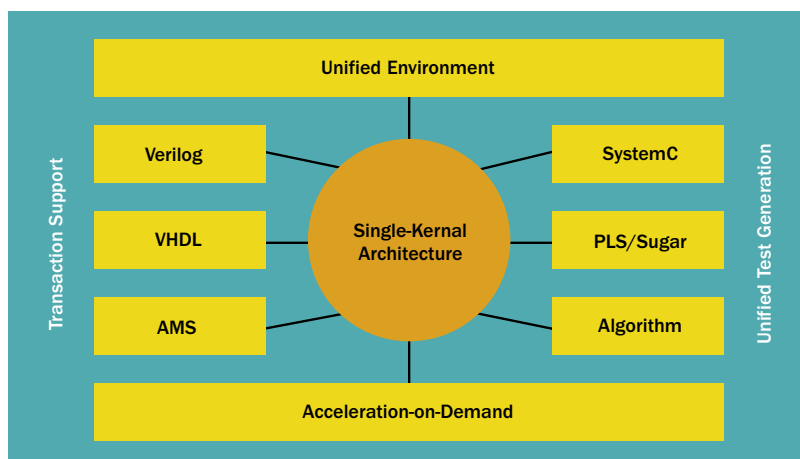 Unified Environment
Transaction Support
Verilog
VHDL
AMS
Single-Kernal
Architecture
SystemC
PLS/Sugar
Algorithm
Unified Test Generation
Acceleration-on-Demand